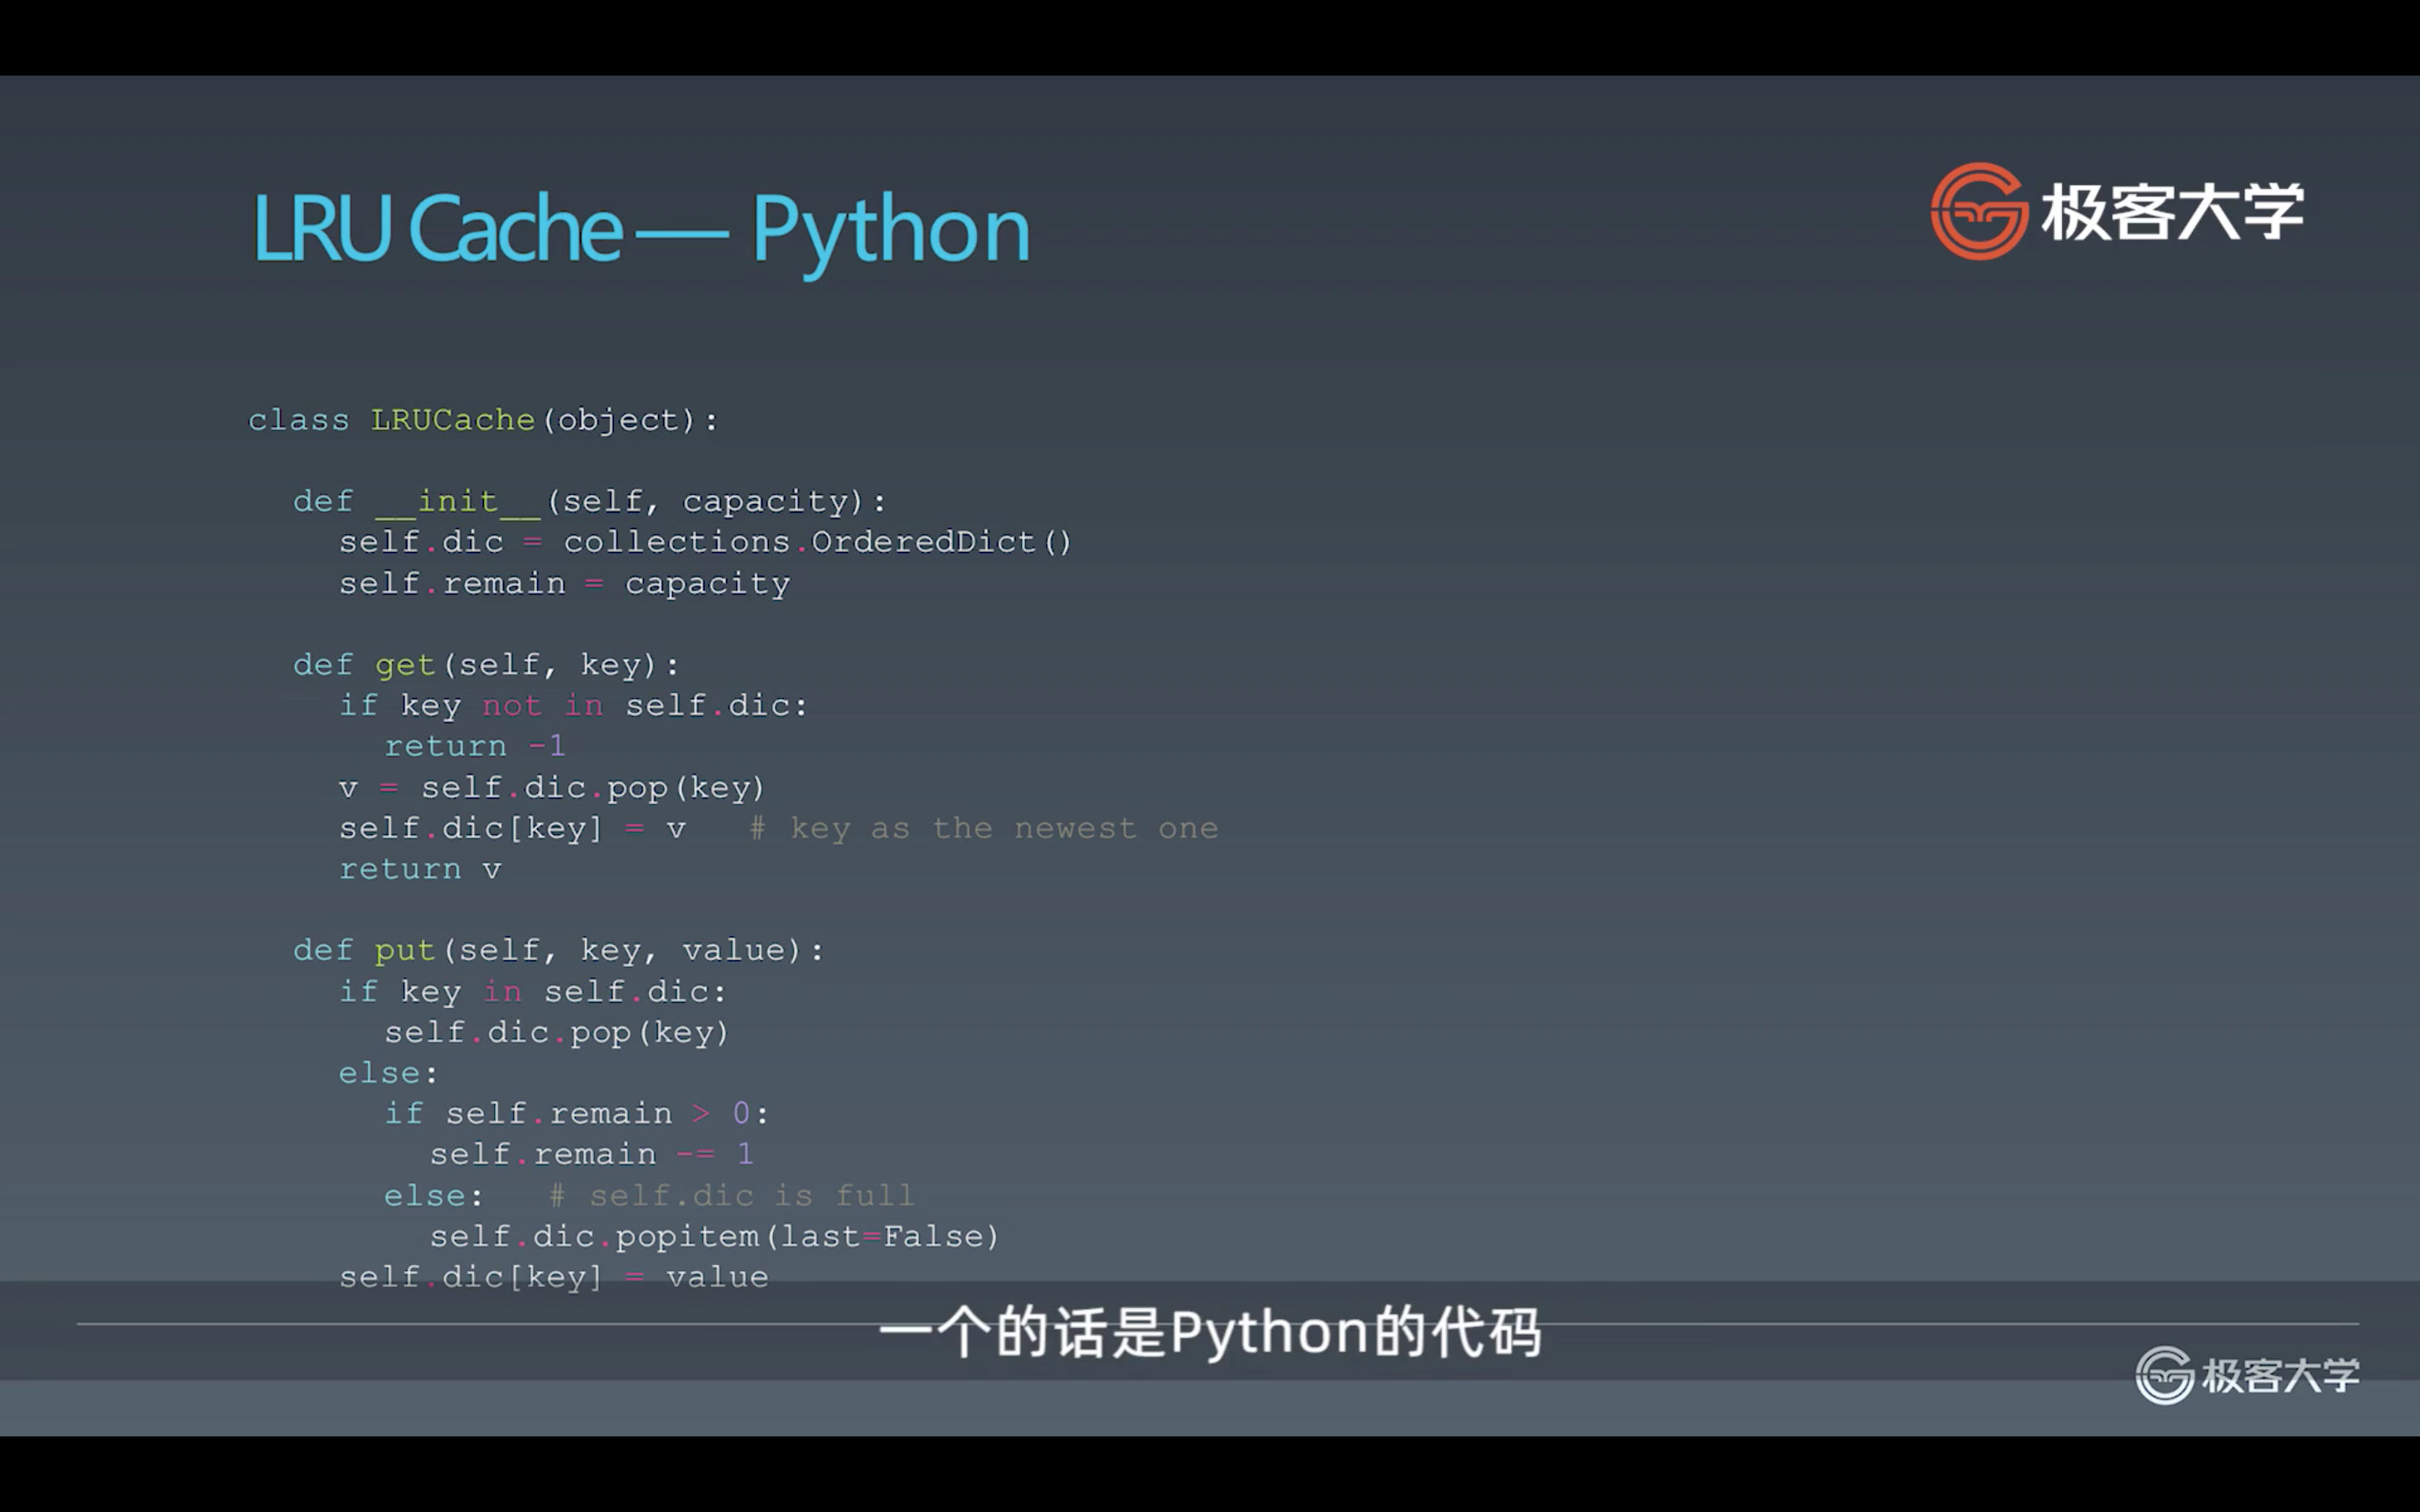 LRU Cache — Python
极客大学
class LRUCache(object):
  def __init__(self, capacity):
    self.dic = collections.OrderedDict()
    self.remain = capacity
  def get(self, key):
    if key not in self.dic:
      return -1
    v = self.dic.pop(key)
    self.dic[key] = v   # key as the newest one
    return v
  def put(self, key, value):
    if key in self.dic:
      self.dic.pop(key)
    else:
      if self.remain > 0:
        self.remain -= 1
      else:   # self.dic is full
        self.dic.popitem(last=False)
    self.dic[key] = value
一个的话是Python的代码
极客大学